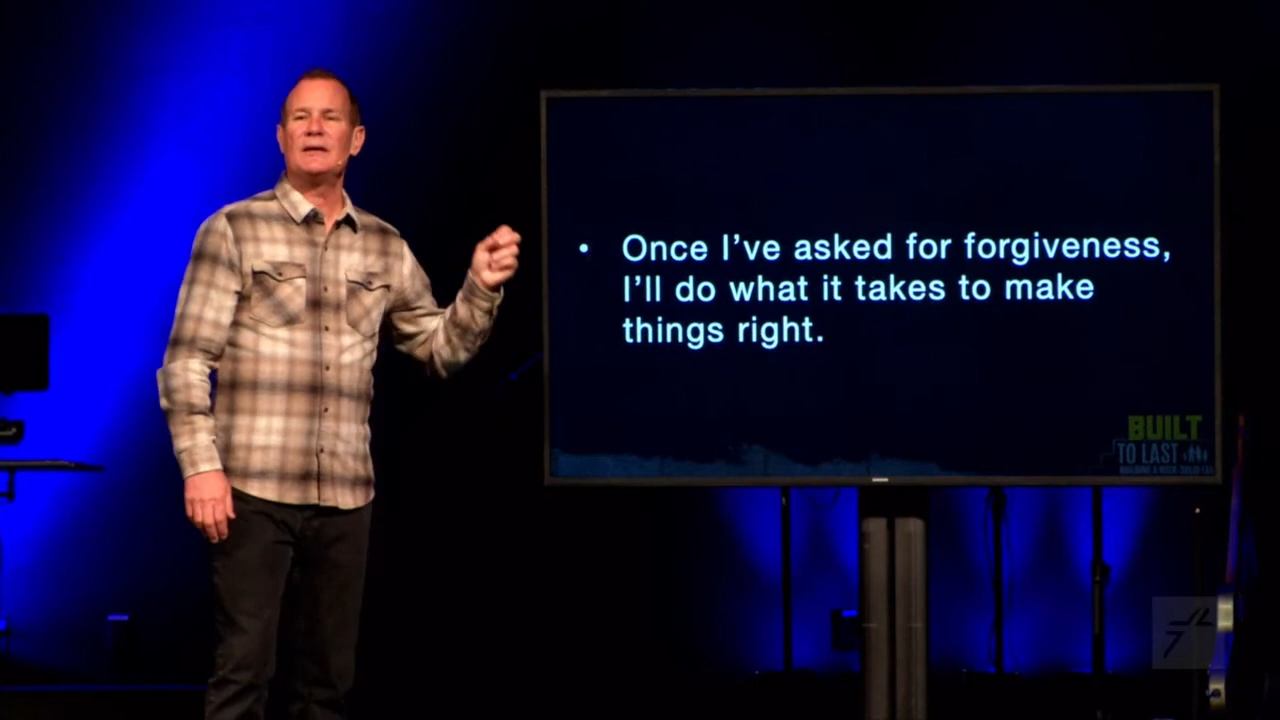 • Once I’ve asked for forgiveness,
I’ll do what it takes to make
things right.
BUILT
TO LAST